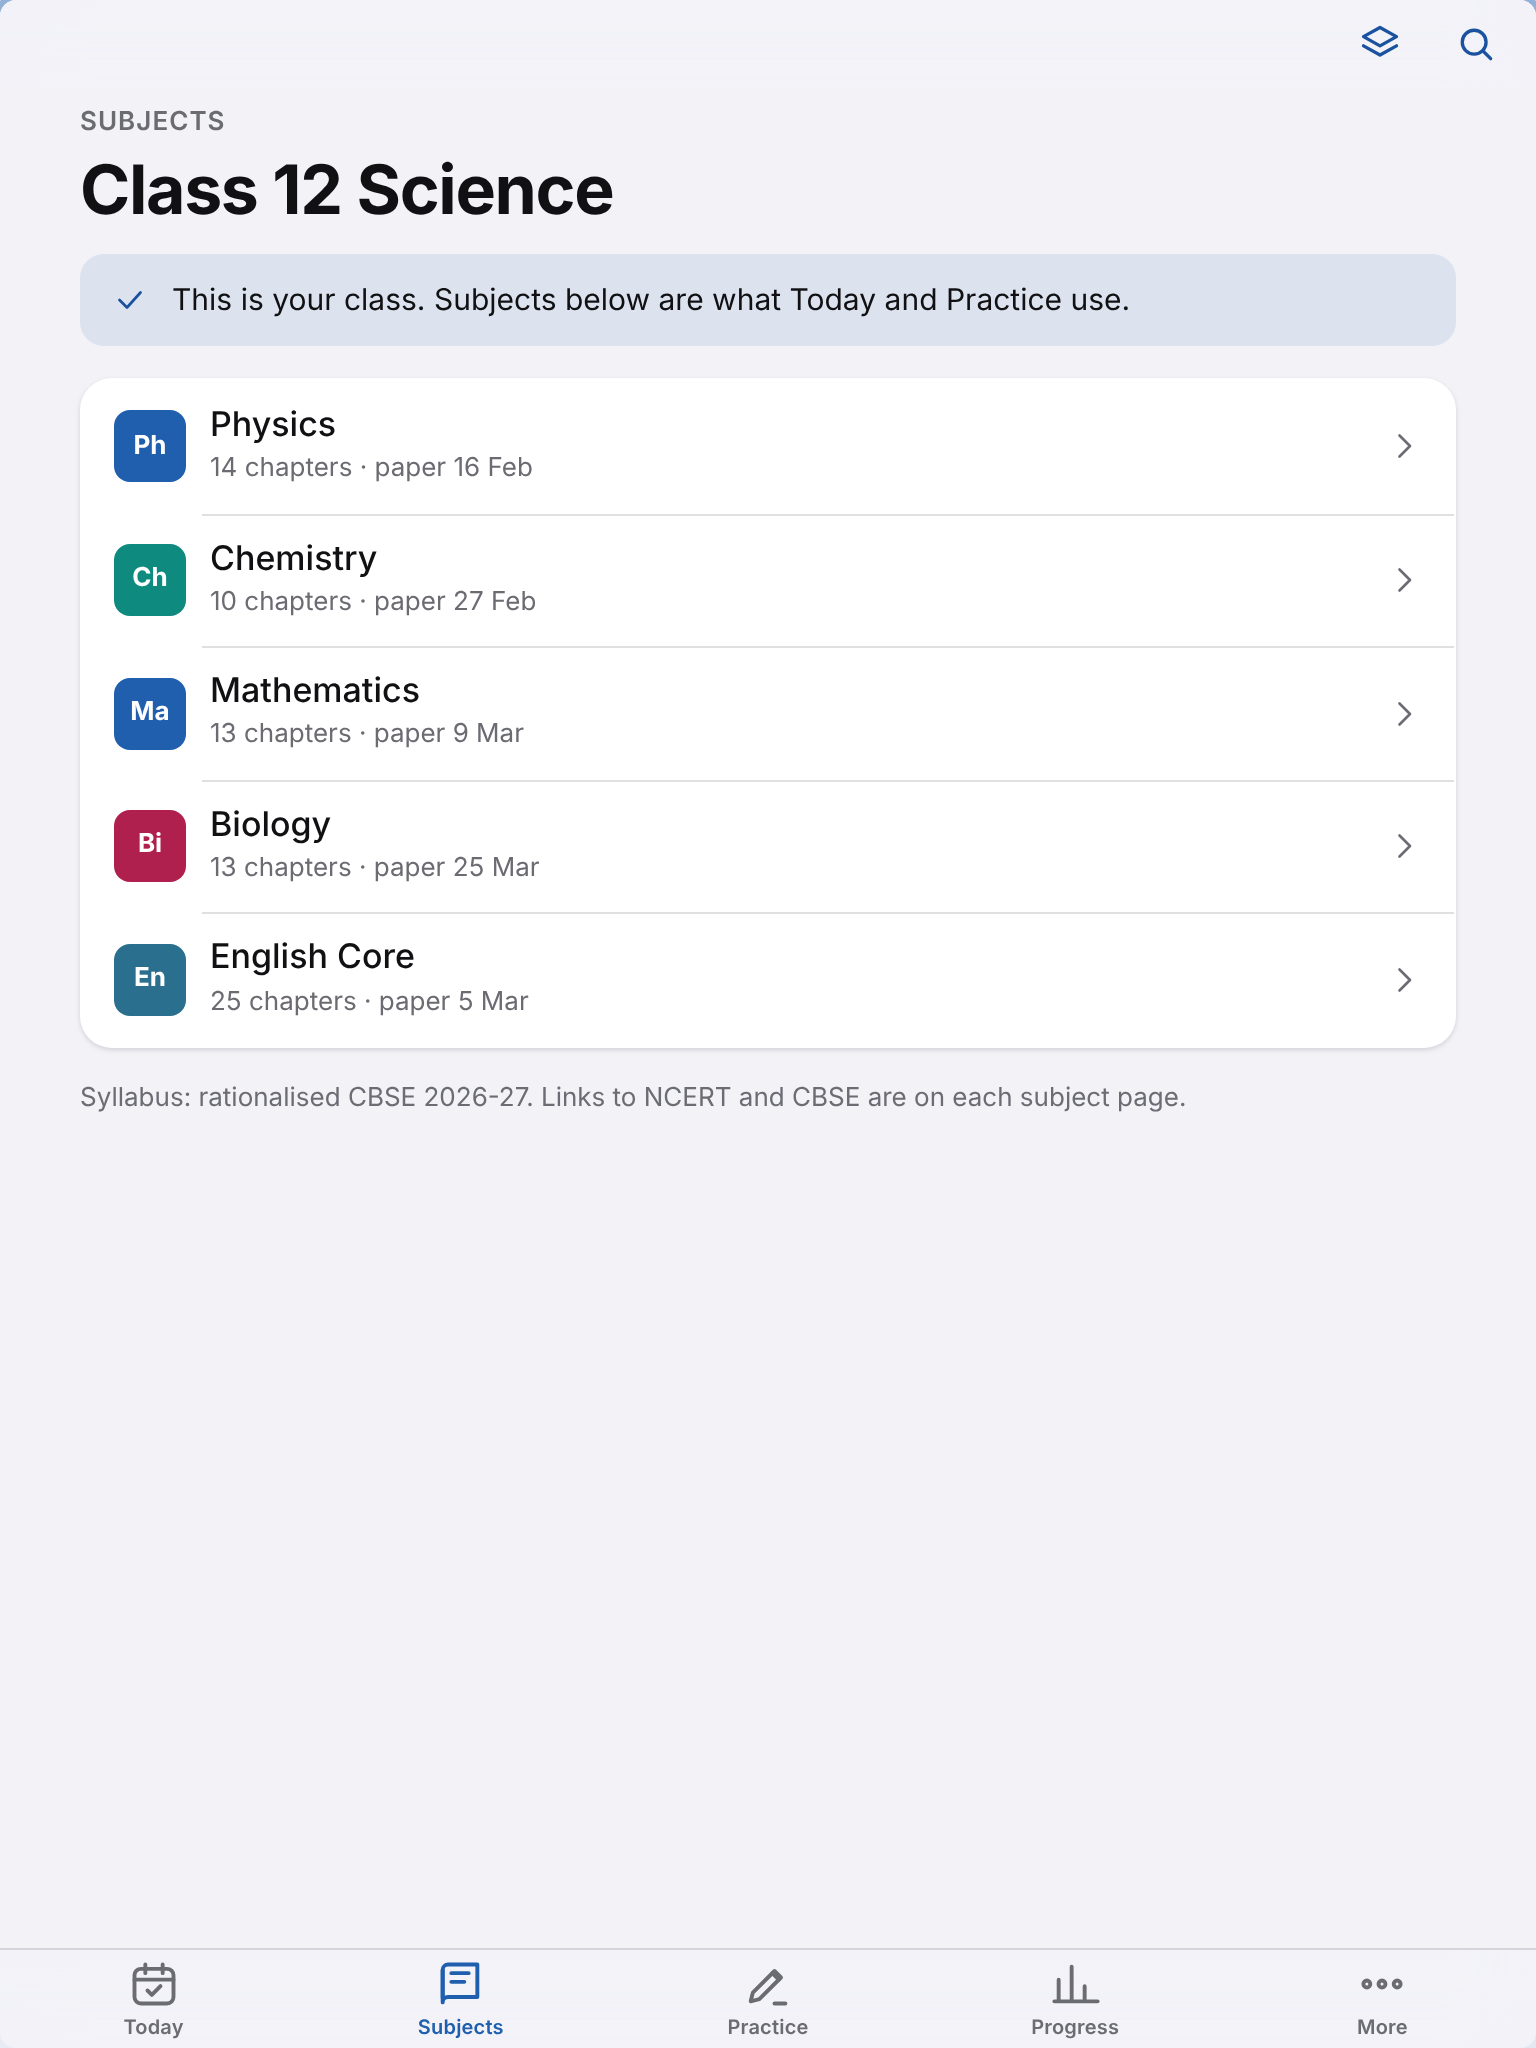 SUBJECTS
Class 12 Science
This is your class. Subjects below are what Today and Practice use.
Ph
Physics
14 chapters · paper 16 Feb
Ch
Chemistry
10 chapters · paper 27 Feb
Ma
Mathematics
13 chapters · paper 9 Mar
Bi
Biology
13 chapters · paper 25 Mar
En
English Core
25 chapters · paper 5 Mar
Syllabus: rationalised CBSE 2026-27. Links to NCERT and CBSE are on each subject page.
Today
Subjects
Practice
Progress
More